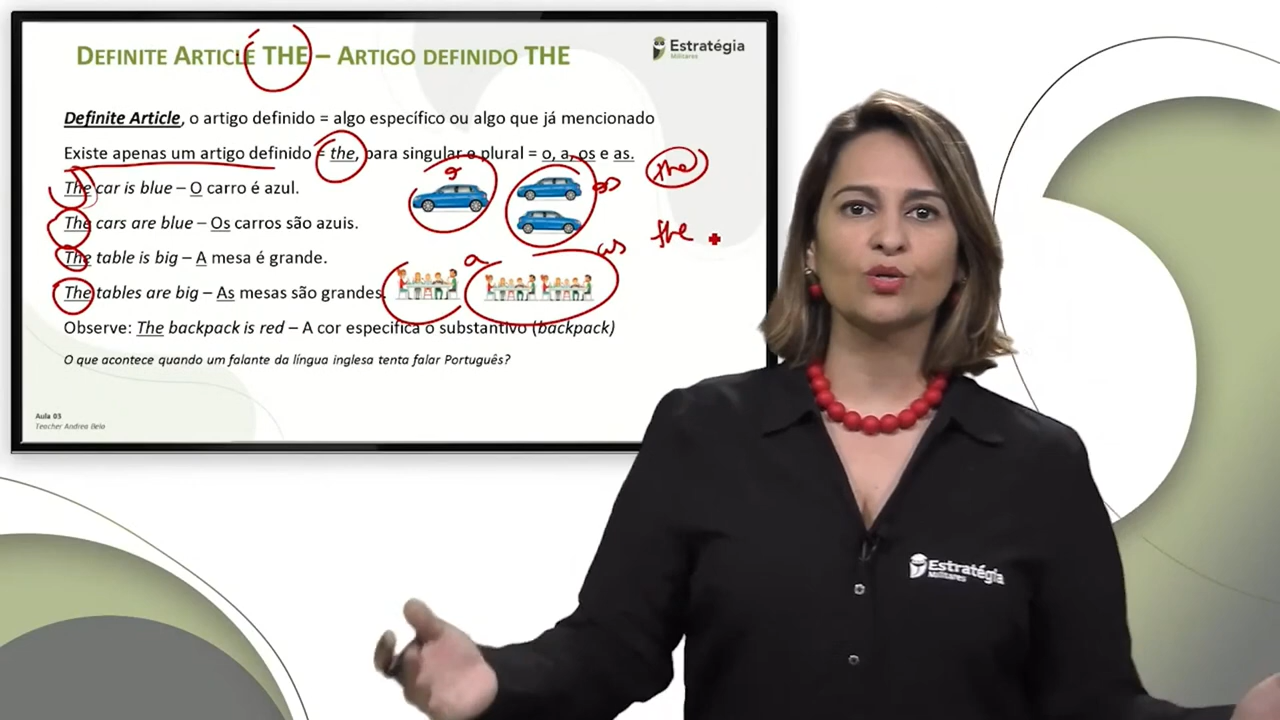 DEFINITE ARTICLE THE – ARTIGO DEFINIDO THE
Estratégia
Militares
Definite Article, o artigo definido = algo específico ou algo que já mencionado
Existe apenas um artigo definido = the, para singular e plural = o, a, os e as.
the
The car is blue – O carro é azul.
o
os
The cars are blue – Os carros são azuis.
the
The table is big – A mesa é grande.
a
as
The tables are big – As mesas são grandes.
Observe: The backpack is red – A cor especifica o substantivo (backpack)
O que acontece quando um falante da língua inglesa tenta falar Português?
Aula 03
Teacher Andrea Belo
Estratégia
Militares